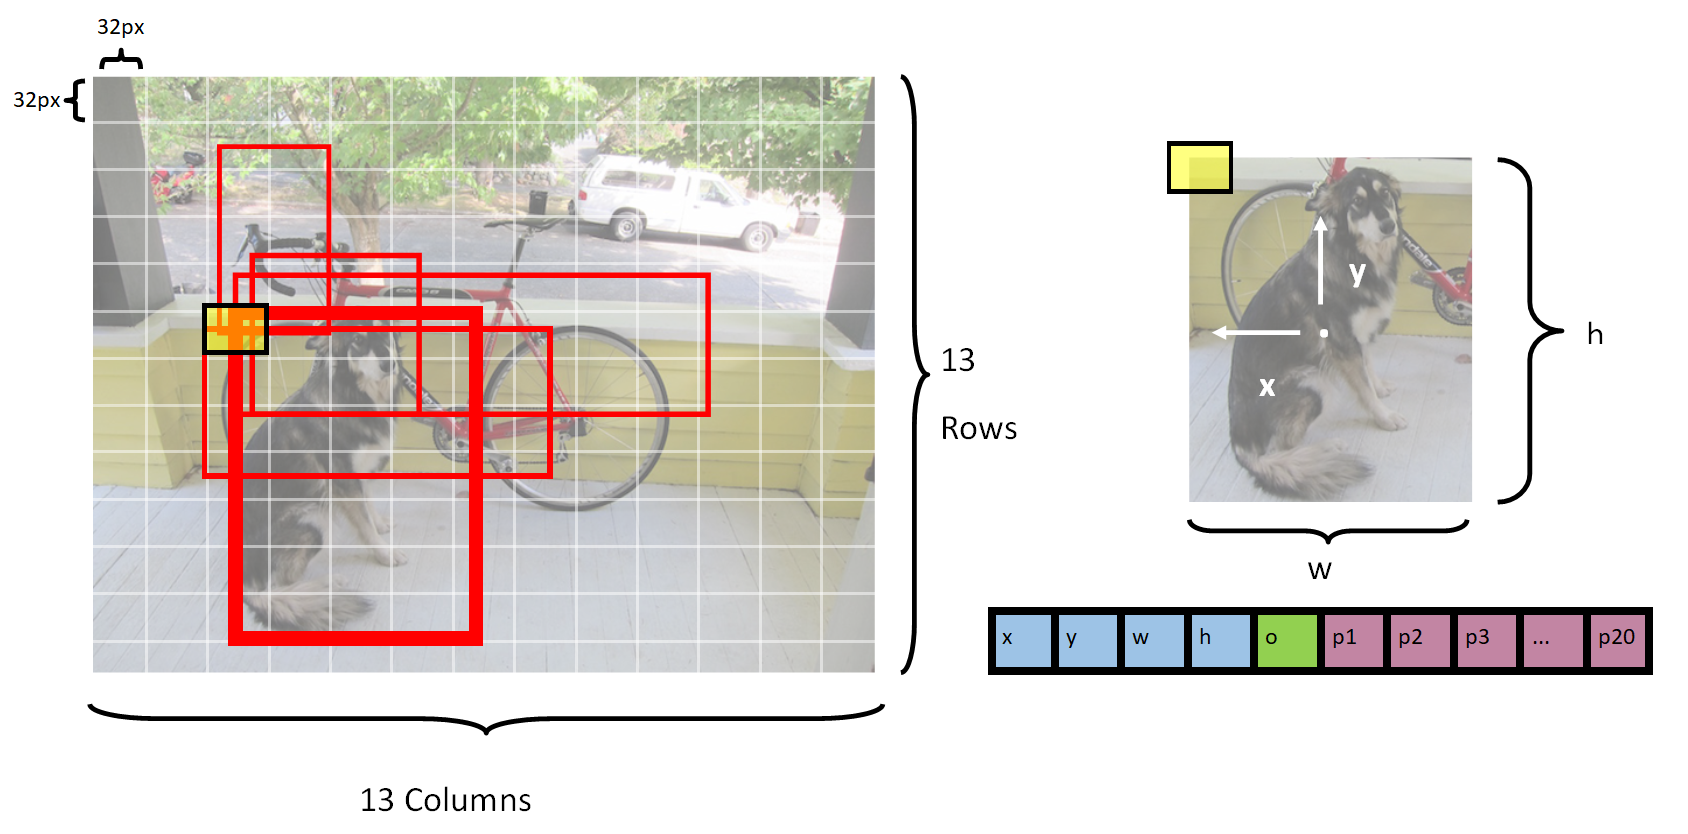 32px
32px
13
Rows
13 Columns
y
x
h
w
x y w h o p1 p2 p3 ... p20